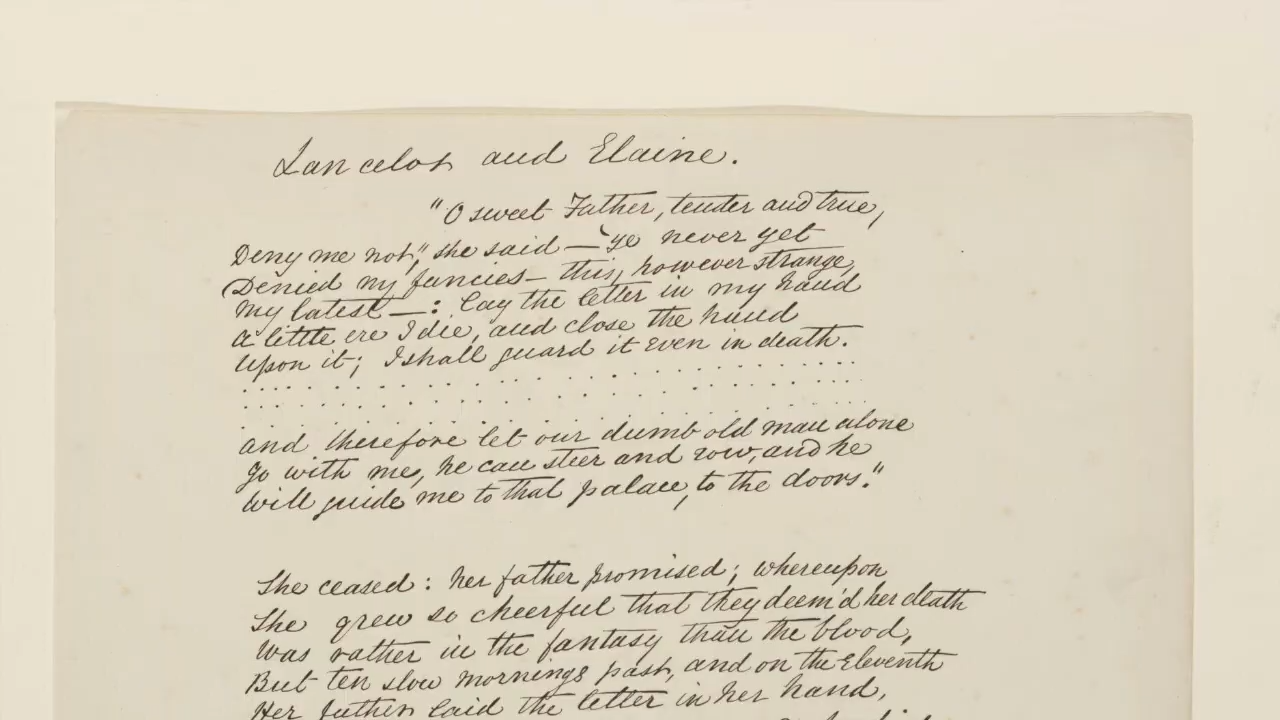 Lancelot and Elaine.
"O sweet Father, tender and true,
Deny me not," she said — 'ye never yet
Denied my fancies — this, however strange,
My latest —: Lay the letter in my hand
A little ere I die, and close the hand
Upon it; I shall guard it even in death.
And therefore let our dumb old man alone
Go with me, he can steer and row, and he
Will guide me to that palace, to the doors."
She ceased: her father promised; whereupon
She grew so cheerful that they deem'd her death
Was rather in the fantasy than the blood,
But ten slow mornings past, and on the Eleventh
Her father laid the letter in her hand,